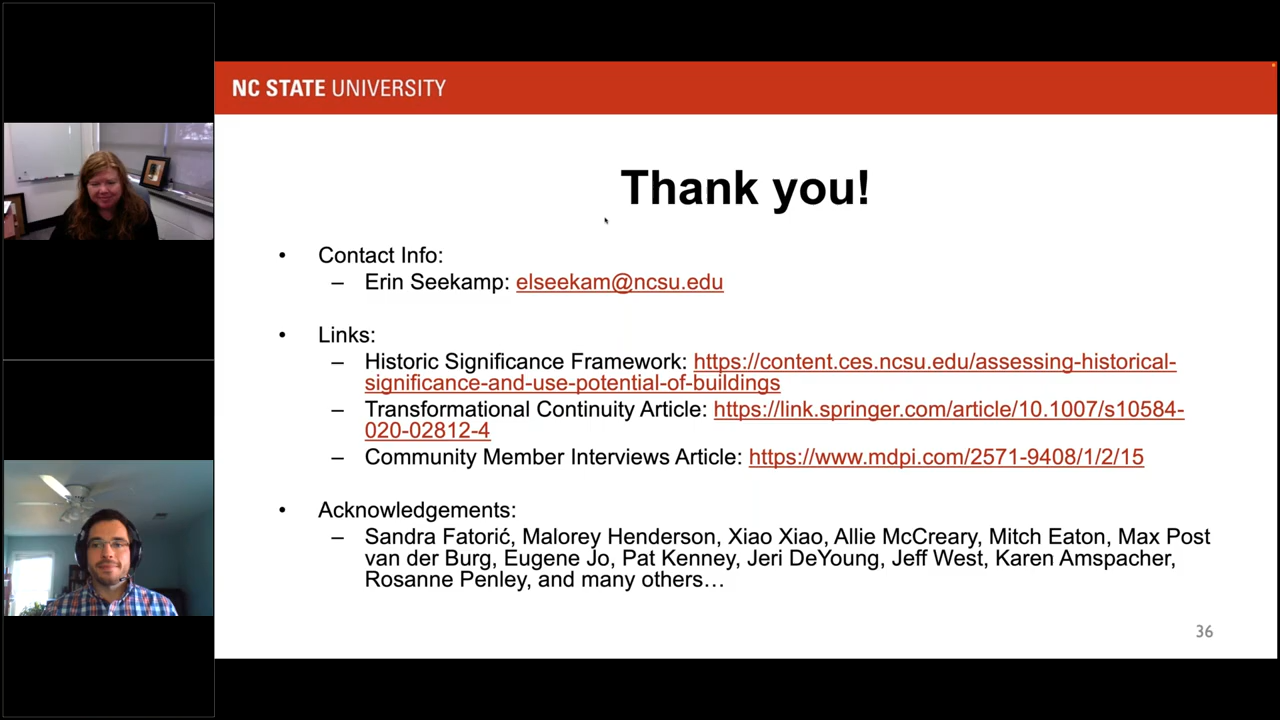 NC STATE UNIVERSITY
Thank you!
• Contact Info:
– Erin Seekamp: elseekam@ncsu.edu
• Links:
– Historic Significance Framework: https://content.ces.ncsu.edu/assessing-historical-
significance-and-use-potential-of-buildings
– Transformational Continuity Article: https://link.springer.com/article/10.1007/s10584-
020-02812-4
– Community Member Interviews Article: https://www.mdpi.com/2571-9408/1/2/15
• Acknowledgements:
– Sandra Fatorić, Malorey Henderson, Xiao Xiao, Allie McCreary, Mitch Eaton, Max Post
van der Burg, Eugene Jo, Pat Kenney, Jeri DeYoung, Jeff West, Karen Amspacher,
Rosanne Penley, and many others…
36